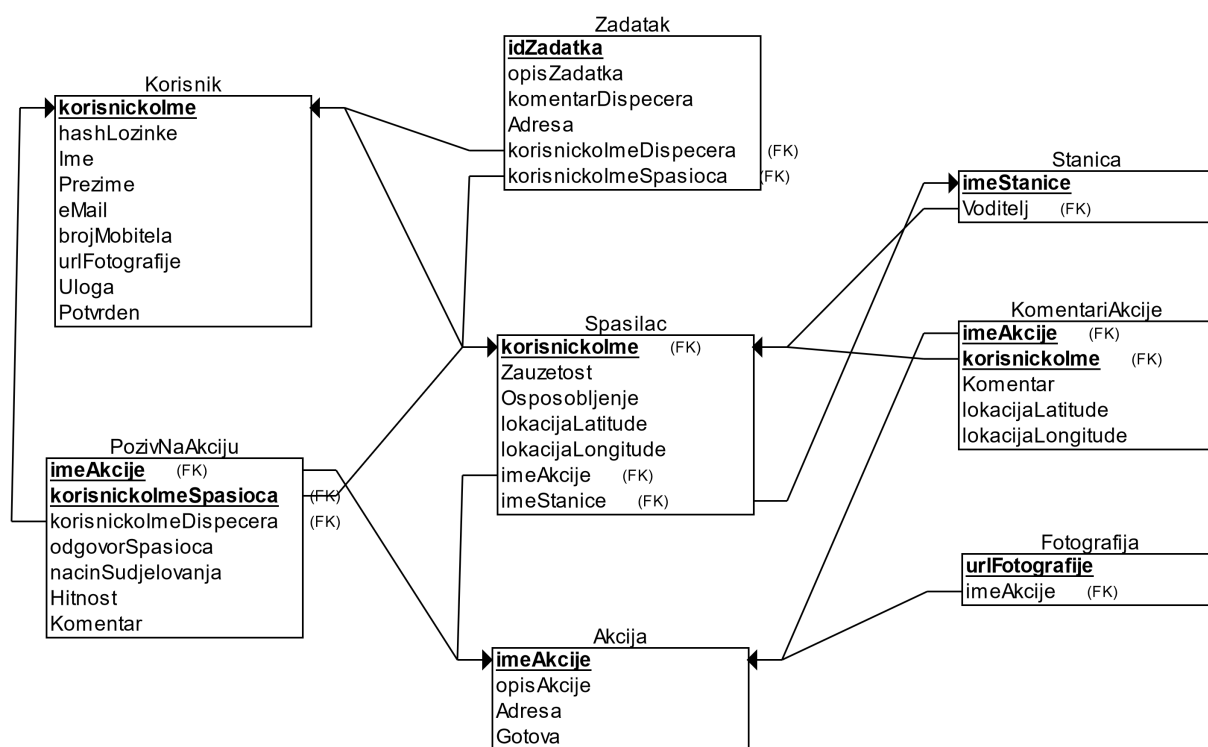 Zadatak
idZadatka
opisZadatka
komentarDispecera
Adresa
korisnickoImeDispecera (FK)
korisnickoImeSpasioca (FK)
Korisnik
korisnickoIme
hashLozinke
Ime
Prezime
eMail
brojMobitela
urlFotografije
Uloga
Potvrden
Stanica
imeStanice
Voditelj (FK)
Spasilac
korisnickoIme (FK)
Zauzetost
Osposobljenje
lokacijaLatitude
lokacijaLongitude
imeAkcije (FK)
imeStanice (FK)
KomentariAkcije
imeAkcije (FK)
korisnickoIme (FK)
Komentar
lokacijaLatitude
lokacijaLongitude
PozivNaAkciju
imeAkcije (FK)
korisnickoImeSpasioca (FK)
korisnickoImeDispecera (FK)
odgovorSpasioca
nacinSudjelovanja
Hitnost
Komentar
Fotografija
urlFotografije
imeAkcije (FK)
Akcija
imeAkcije
opisAkcije
Adresa
Gotova